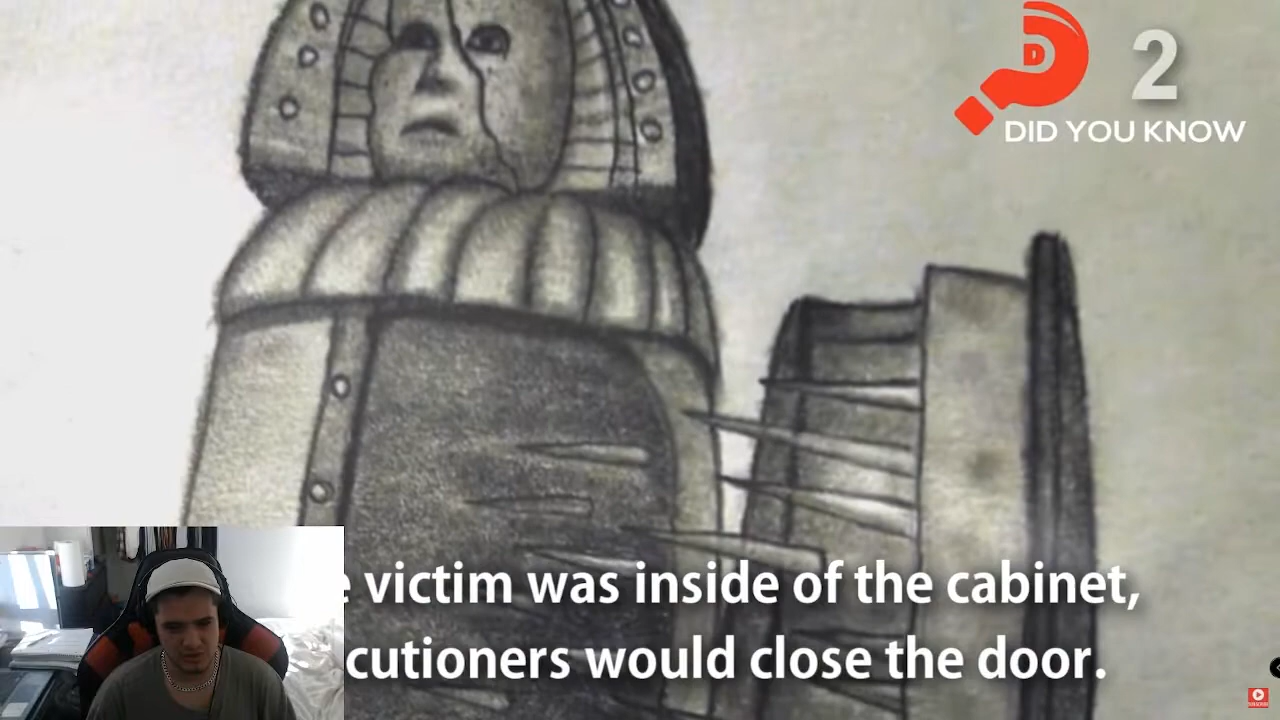 2
DID YOU KNOW
victim was inside of the cabinet,
cutioners would close the door.